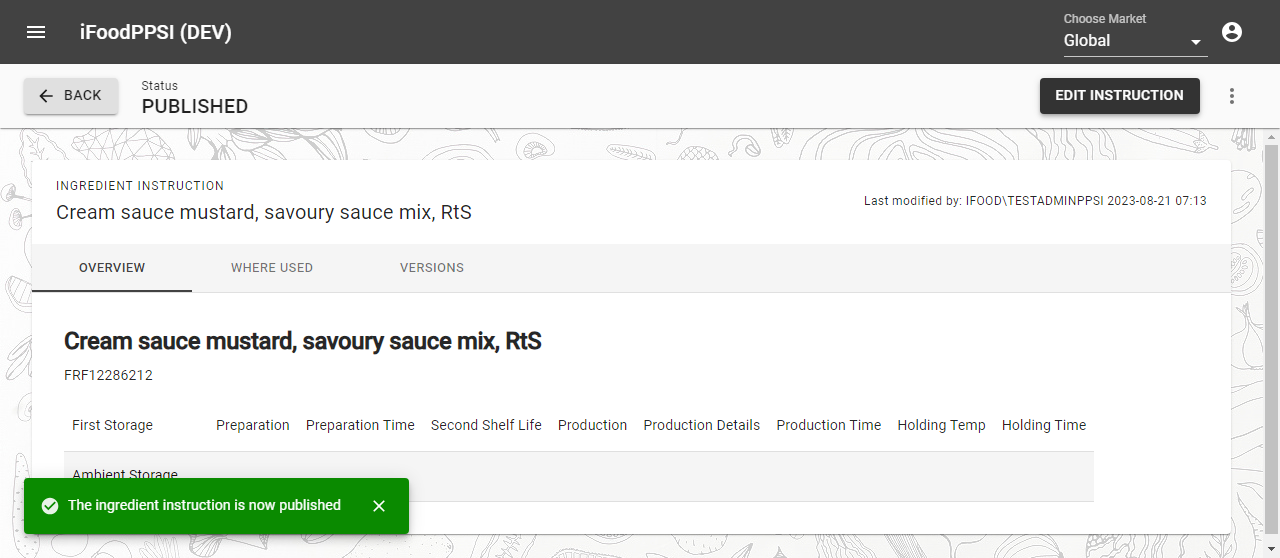 iFoodPPSI (DEV)
Choose Market
Global
BACK
Status
PUBLISHED
EDIT INSTRUCTION
INGREDIENT INSTRUCTION
Cream sauce mustard, savoury sauce mix, RtS
Last modified by: IFOOD\TESTADMINPPSI 2023-08-21 07:13
OVERVIEW WHERE USED VERSIONS
Cream sauce mustard, savoury sauce mix, RtS
FRF12286212
First Storage Preparation Preparation Time Second Shelf Life Production Production Details Production Time Holding Temp Holding Time
Ambient Storage
The ingredient instruction is now published